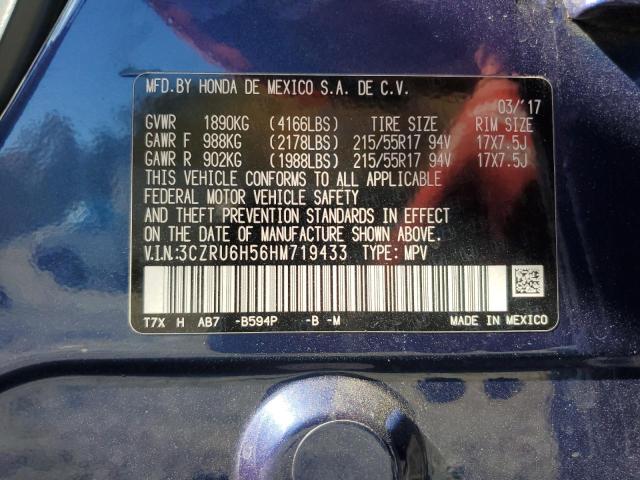 MFD.BY HONDA DE MEXICO S.A. DE C.V.
03/'17
GVWR 1890KG (4166LBS) TIRE SIZE RIM SIZE
GAWR F 988KG (2178LBS) 215/55R17 94V 17X7.5J
GAWR R 902KG (1988LBS) 215/55R17 94V 17X7.5J
THIS VEHICLE CONFORMS TO ALL APPLICABLE
FEDERAL MOTOR VEHICLE SAFETY
AND THEFT PREVENTION STANDARDS IN EFFECT
ON THE DATE OF MANUFACTURE SHOWN ABOVE.
V.I.N.:3CZRU6H56HM719433 TYPE: MPV
T7X H AB7 -B594P -B -M MADE IN MEXICO